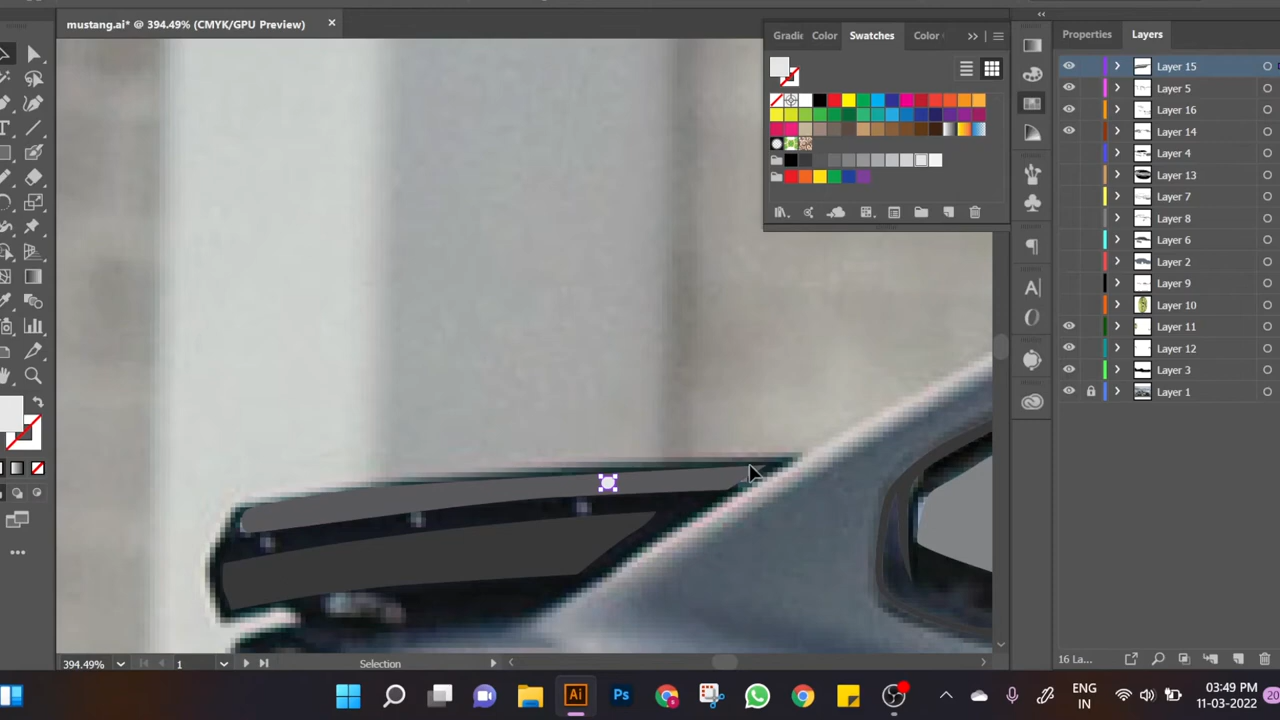 mustang.ai* @ 394.49% (CMYK/GPU Preview) ×
Gradie Color Swatches Color
Properties Layers
Layer 15
Layer 5
Layer 16
Layer 14
Layer 4
Layer 13
Layer 7
Layer 8
Layer 6
Layer 2
Layer 9
Layer 10
Layer 11
Layer 12
Layer 3
Layer 1
394.49% 1 Selection
16 La...
Ai Ps
ENG
IN
03:49 PM
11-03-2022
20